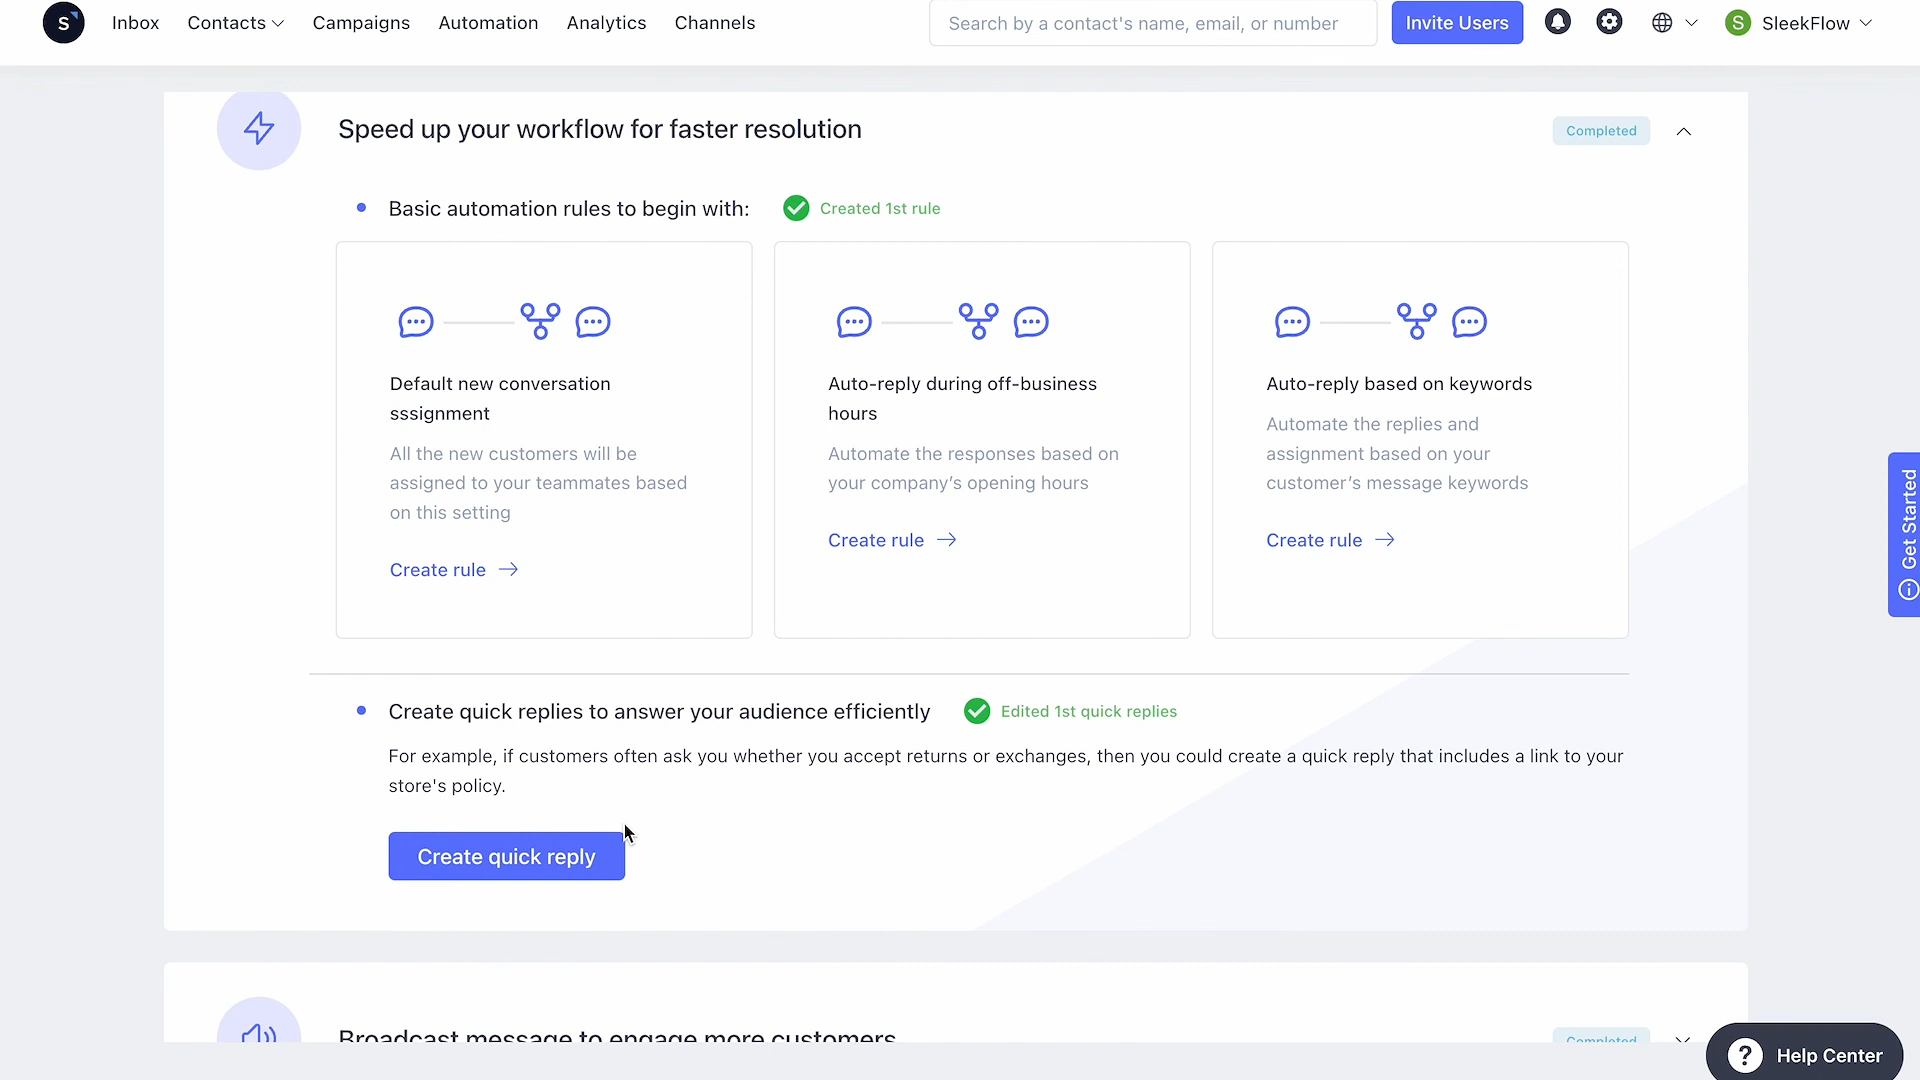 S Inbox Contacts Campaigns Automation Analytics Channels Search by a contact's name, email, or number Invite Users S SleekFlow
Speed up your workflow for faster resolution Completed
Basic automation rules to begin with: Created 1st rule
Default new conversation
sssignment
All the new customers will be
assigned to your teammates based
on this setting
Create rule
Auto-reply during off-business
hours
Automate the responses based on
your company’s opening hours
Create rule
Auto-reply based on keywords
Automate the replies and
assignment based on your
customer’s message keywords
Create rule
Get Started
Create quick replies to answer your audience efficiently Edited 1st quick replies
For example, if customers often ask you whether you accept returns or exchanges, then you could create a quick reply that includes a link to your
store's policy.
Create quick reply
Broadcast message to engage more customers Completed
? Help Center